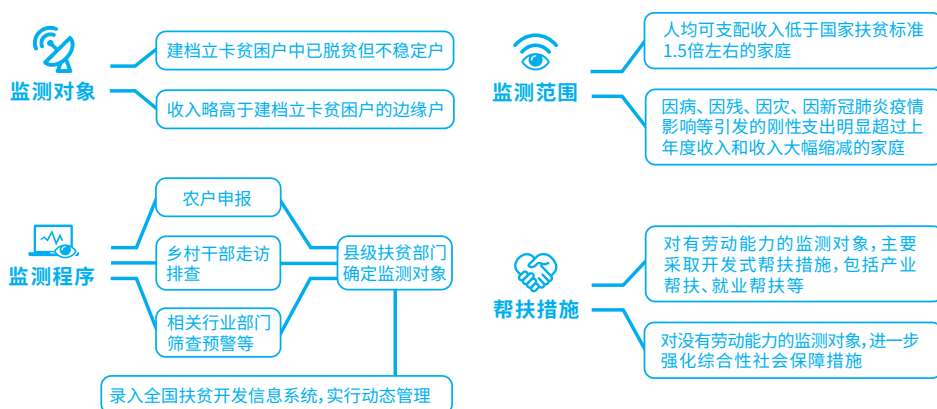 监测对象
建档立卡贫困户中已脱贫但不稳定户
收入略高于建档立卡贫困户的边缘户
监测范围
人均可支配收入低于国家扶贫标准
1.5倍左右的家庭
因病、因残、因灾、因新冠肺炎疫情
影响等引发的刚性支出明显超过上
年度收入和收入大幅缩减的家庭
监测程序
农户申报
乡村干部走访
排查
相关行业部门
筛查预警等
县级扶贫部门
确定监测对象
录入全国扶贫开发信息系统,实行动态管理
帮扶措施
对有劳动能力的监测对象,主要
采取开发式帮扶措施,包括产业
帮扶、就业帮扶等
对没有劳动能力的监测对象,进一步
强化综合性社会保障措施